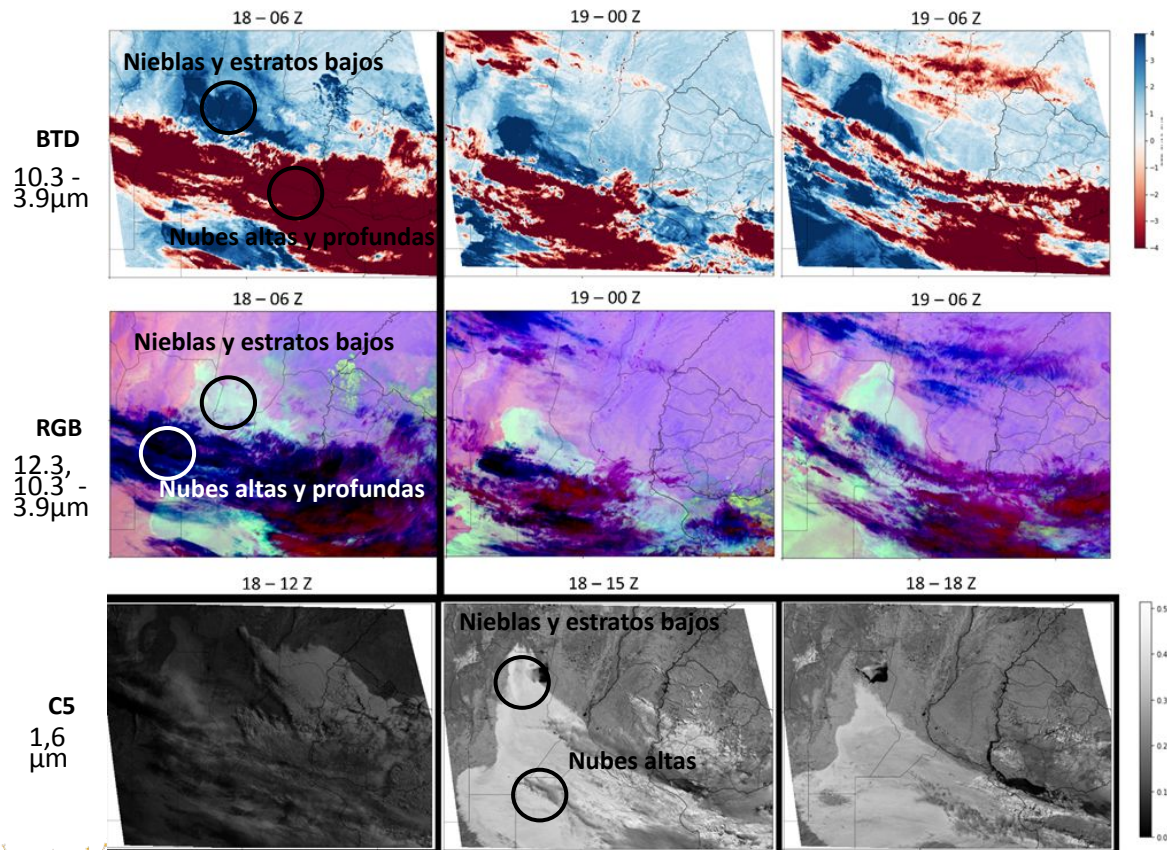 18 – 06 Z
19 – 00 Z
19 – 06 Z
Nieblas y estratos bajos
BTD
10.3 -
3.9μm
Nubes altas y profundas
4
3
2
1
0
-1
-2
-3
-4
18 – 06 Z
19 – 00 Z
19 – 06 Z
Nieblas y estratos bajos
RGB
12.3,
10.3 -
3.9μm
Nubes altas y profundas
18 – 12 Z
18 – 15 Z
18 – 18 Z
Nieblas y estratos bajos
C5
1,6
μm
Nubes altas
0.5
0.4
0.3
0.2
0.1
0.0